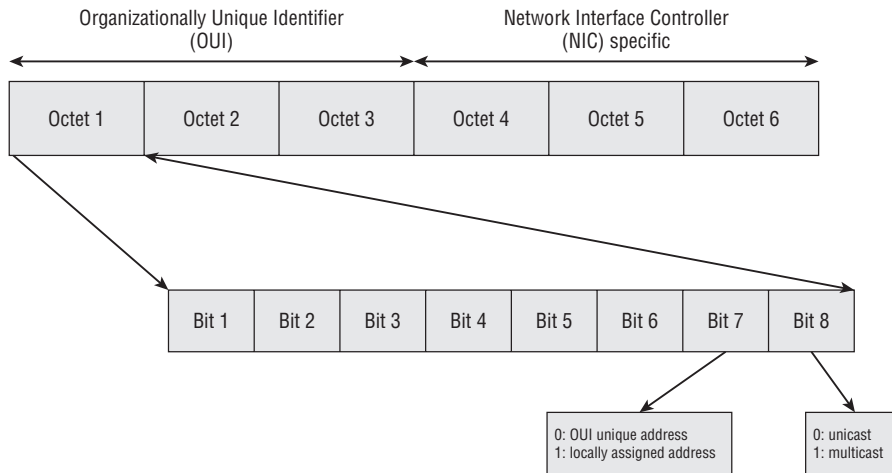 Organizationally Unique Identifier
(OUI)
Network Interface Controller
(NIC) specific
Octet 1
Octet 2
Octet 3
Octet 4
Octet 5
Octet 6
Bit 1
Bit 2
Bit 3
Bit 4
Bit 5
Bit 6
Bit 7
Bit 8
0: OUI unique address
1: locally assigned address
0: unicast
1: multicast